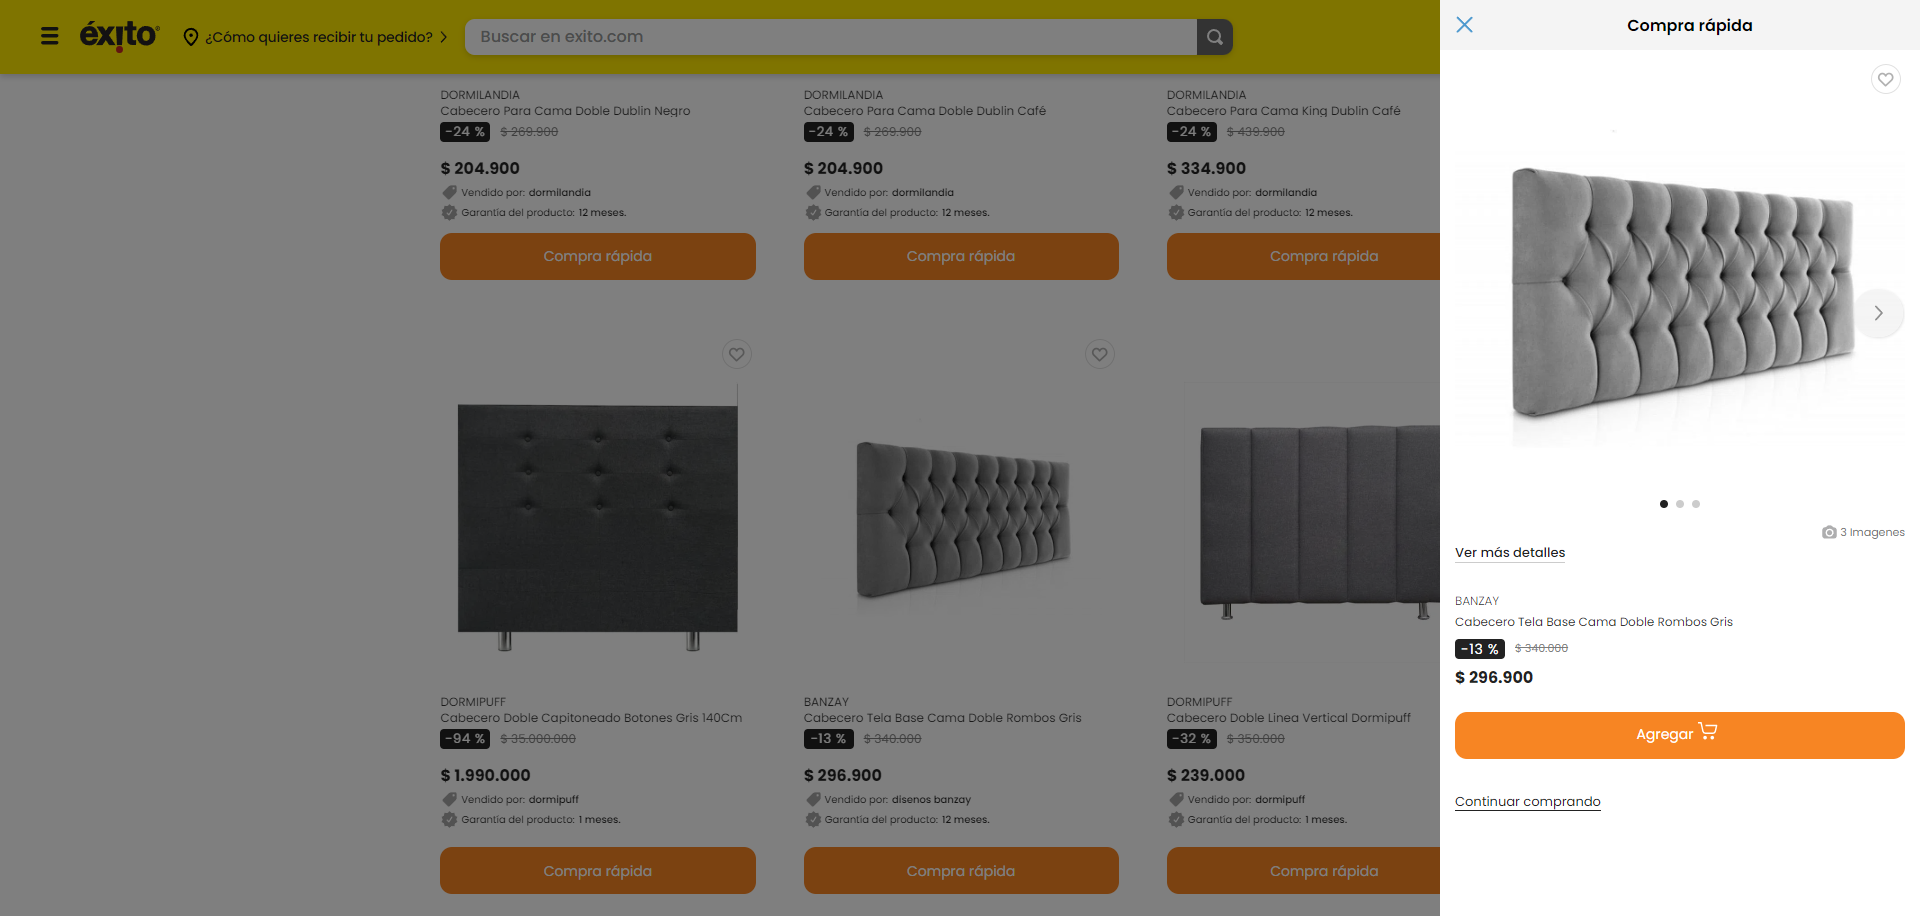 éxito
¿Cómo quieres recibir tu pedido?
Buscar en exito.com
DORMILANDIA
Cabecero Para Cama Doble Dublin Negro
-24 % $ 269.900
$ 204.900
Vendido por: dormilandia
Garantía del producto: 12 meses.
Compra rápida
DORMILANDIA
Cabecero Para Cama Doble Dublin Café
-24 % $ 269.900
$ 204.900
Vendido por: dormilandia
Garantía del producto: 12 meses.
Compra rápida
DORMILANDIA
Cabecero Para Cama King Dublin Café
-24 % $ 439.900
$ 334.900
Vendido por: dormilandia
Garantía del producto: 12 meses.
Compra rápida
DORMIPUFF
Cabecero Doble Capitoneado Botones Gris 140Cm
-94 % $ 35.000.000
$ 1.990.000
Vendido por: dormipuff
Garantía del producto: 1 meses.
Compra rápida
BANZAY
Cabecero Tela Base Cama Doble Rombos Gris
-13 % $ 340.000
$ 296.900
Vendido por: disenos banzay
Garantía del producto: 12 meses.
Compra rápida
DORMIPUFF
Cabecero Doble Linea Vertical Dormipuff
-32 % $ 350.000
$ 239.000
Vendido por: dormipuff
Garantía del producto: 1 meses.
Compra rápida
Compra rápida
3 Imagenes
Ver más detalles
BANZAY
Cabecero Tela Base Cama Doble Rombos Gris
-13 % $ 340.000
$ 296.900
Agregar
Continuar comprando